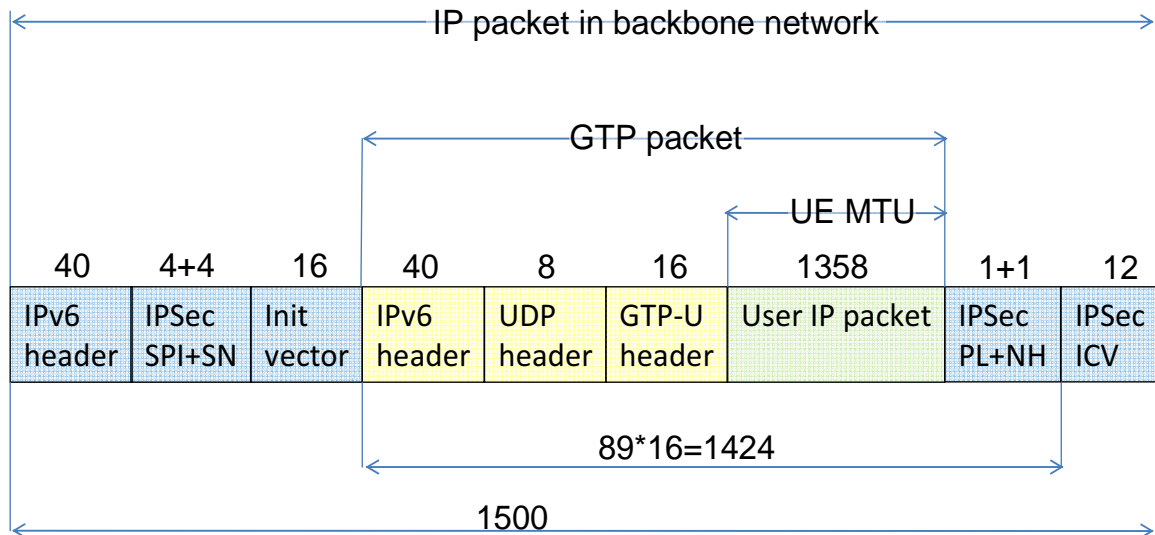 IP packet in backbone network
GTP packet
UE MTU
40 4+4 16 40 8 16 1358 1+1 12
IPv6 IPSec Init IPv6 UDP GTP-U User IP packet IPSec IPSec
header SPI+SN vector header header header PL+NH ICV
89*16=1424
1500